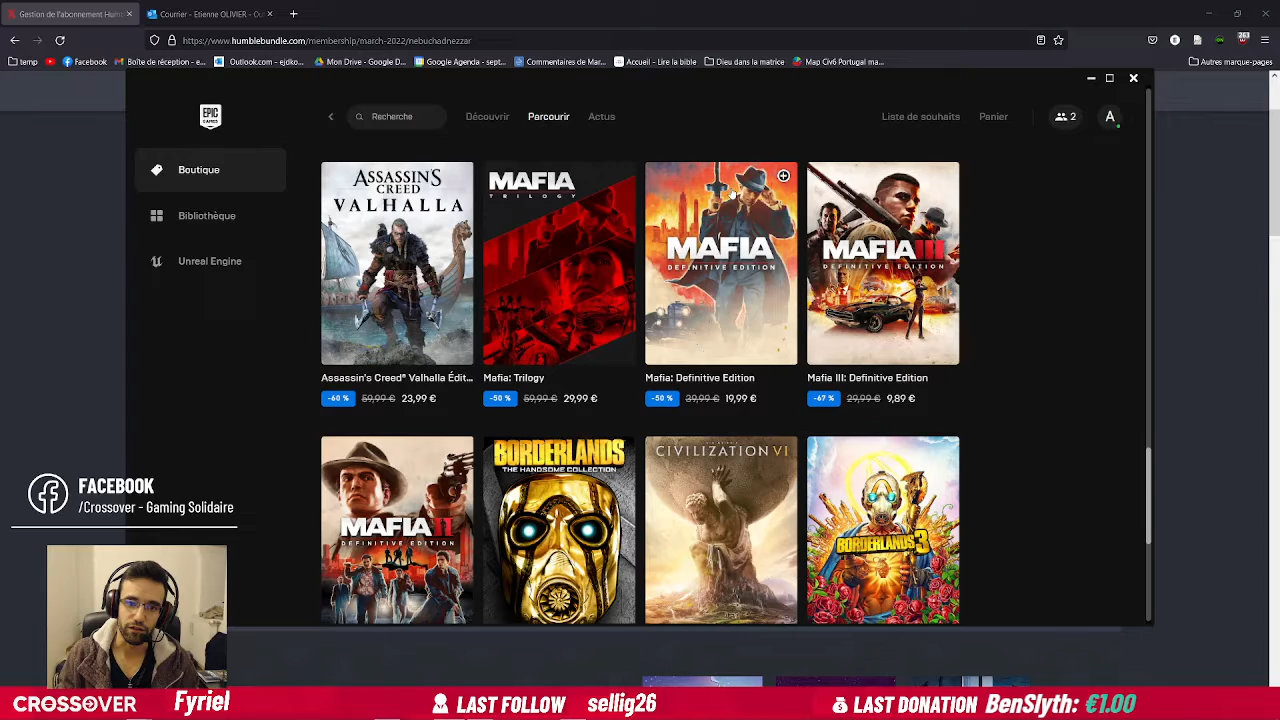 Gestion de l'abonnement Hum
Courrier - Etienne OLIVIER - Ou
https://www.humblebundle.com/membership/march-2022/nebuchadnezzar
263
temp
Facebook
Boîte de réception - e...
Outlook.com - ejdko...
Mon Drive - Google D...
Google Agenda - sept...
Commentaires de Mar...
Accueil - Lire la bible
Dieu dans la matrice
Map Civ6 Portugal ma...
Autres marque-pages
EPIC
GAMES
Recherche
Découvrir
Parcourir
Actus
Liste de souhaits
Panier
2
A
Boutique
Bibliothèque
Unreal Engine
ASSASSIN'S
CREED
VALHALLA
MAFIA
TRILOGY
MAFIA
DEFINITIVE EDITION
MAFIA III
DEFINITIVE EDITION
Assassin's Creed® Valhalla Édit...
Mafia: Trilogy
Mafia: Definitive Edition
Mafia III: Definitive Edition
-60 % 59,99 € 23,99 €
-50 % 59,99 € 29,99 €
-50 % 39,99 € 19,99 €
-67 % 29,99 € 9,89 €
MAFIA II
DEFINITIVE EDITION
BORDERLANDS
THE HANDSOME COLLECTION
CIVILIZATION VI
BORDERLANDS 3
FACEBOOK
/Crossover - Gaming Solidaire
CROSSOVER
Fyriel
LAST FOLLOW sellig26
LAST DONATION BenSlyth: €1.00